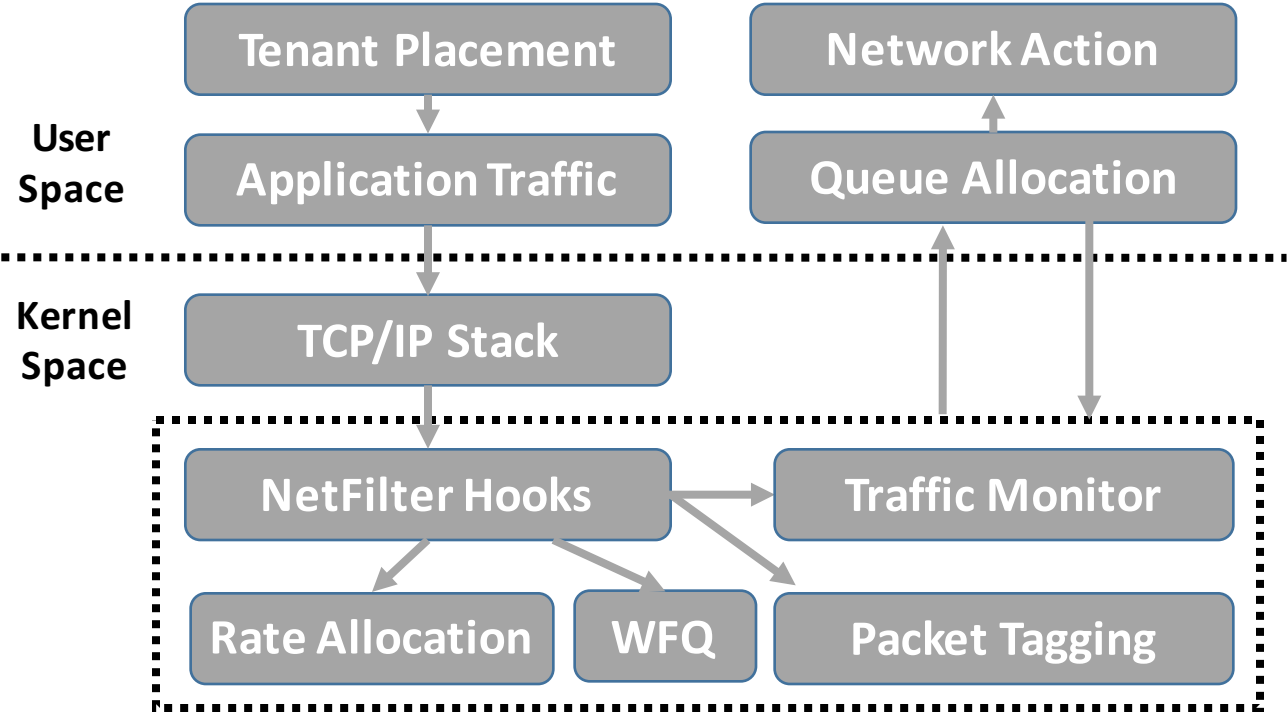 Tenant Placement
Network Action
User
Space
Application Traffic
Queue Allocation
Kernel
Space
TCP/IP Stack
NetFilter Hooks
Traffic Monitor
Rate Allocation
WFQ
Packet Tagging